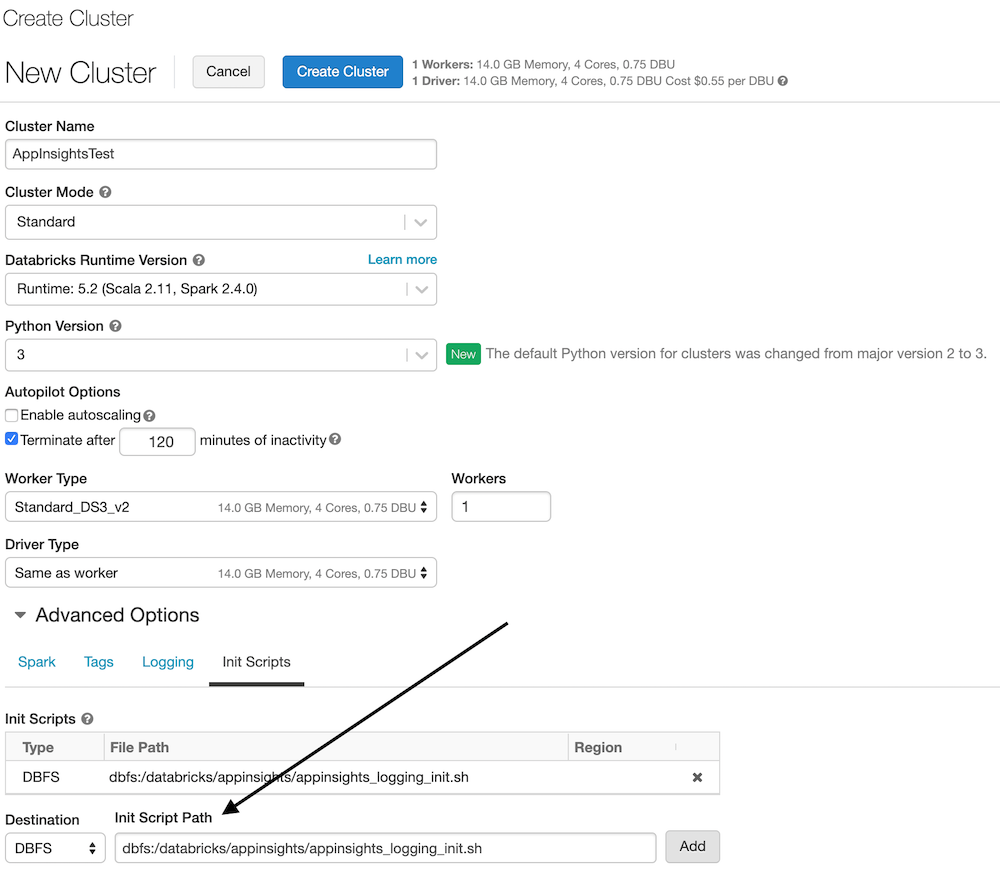 Create Cluster
New Cluster
Cancel
Create Cluster
1 Workers: 14.0 GB Memory, 4 Cores, 0.75 DBU
1 Driver: 14.0 GB Memory, 4 Cores, 0.75 DBU Cost $0.55 per DBU ?
Cluster Name
AppInsightsTest
Cluster Mode ?
Standard
Databricks Runtime Version ? Learn more
Runtime: 5.2 (Scala 2.11, Spark 2.4.0)
Python Version ?
3
New The default Python version for clusters was changed from major version 2 to 3.
Autopilot Options
Enable autoscaling ?
Terminate after 120 minutes of inactivity ?
Worker Type Workers
Standard_DS3_v2 14.0 GB Memory, 4 Cores, 0.75 DBU 1
Driver Type
Same as worker 14.0 GB Memory, 4 Cores, 0.75 DBU
Advanced Options
Spark Tags Logging Init Scripts
Init Scripts ?
Type File Path Region
DBFS dbfs:/databricks/appinsights/appinsights_logging_init.sh
Destination Init Script Path
DBFS dbfs:/databricks/appinsights/appinsights_logging_init.sh Add